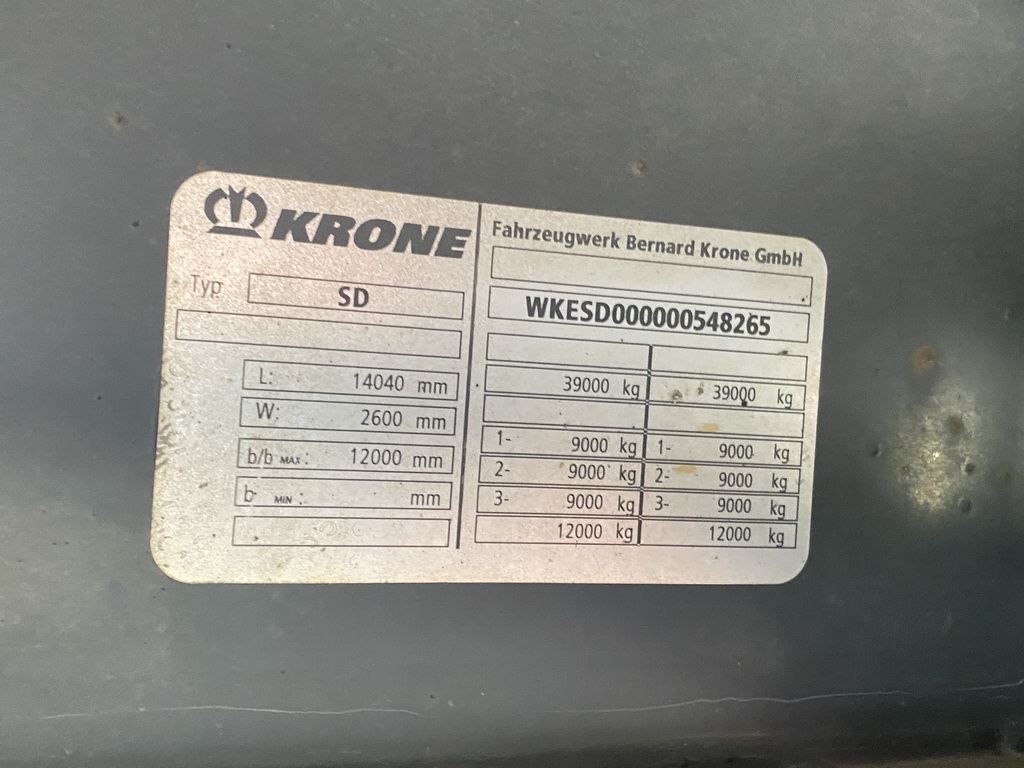 KRONE
Typ SD
L: 14040 mm
W: 2600 mm
b/b MAX: 12000 mm
b MIN: mm
Fahrzeugwerk Bernard Krone GmbH
WKESD000000548265
39000 kg 39000 kg
1- 9000 kg 1- 9000 kg
2- 9000 kg 2- 9000 kg
3- 9000 kg 3- 9000 kg
12000 kg 12000 kg